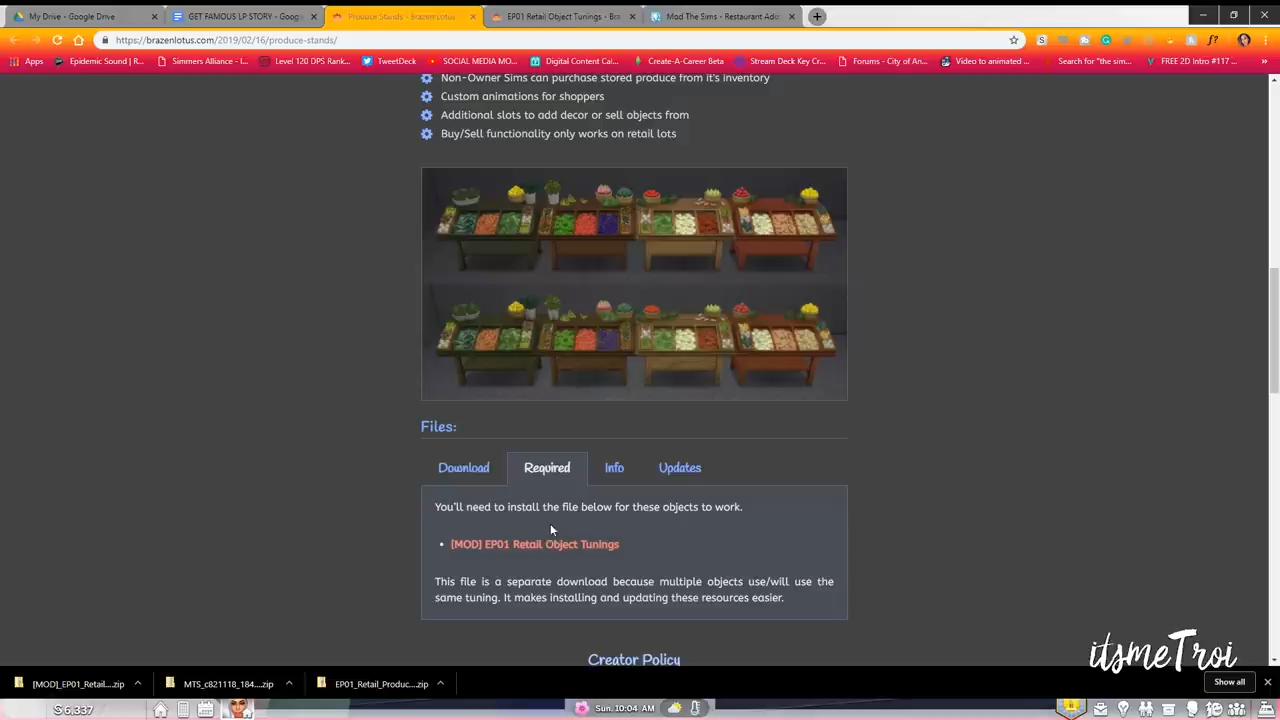 My Drive - Google Drive
GET FAMOUS LP STORY - Goog
Produce Stands - BrazenLotus
EP01 Retail Object Tunings - Bra
Mod The Sims - Restaurant Ado
https://brazenlotus.com/2019/02/16/produce-stands/
Apps
Epidemic Sound | R...
Simmers Alliance - I...
Level 120 DPS Rank...
TweetDeck
SOCIAL MEDIA MO...
Digital Content Cal...
Create-A-Career Beta
Stream Deck Key Cr...
Forums - City of An...
Video to animated ...
Search for "the sim...
FREE 2D Intro #117 ...
Non-Owner Sims can purchase stored produce from it's inventory
Custom animations for shoppers
Additional slots to add decor or sell objects from
Buy/Sell functionality only works on retail lots
Files:
Download Required Info Updates
You'll need to install the file below for these objects to work.
• [MOD] EP01 Retail Object Tunings
This file is a separate download because multiple objects use/will use the
same tuning. It makes installing and updating these resources easier.
Creator Policy
itsmeTroi
[MOD]_EP01_Retail....zip
MTS_c821118_184....zip
EP01_Retail_Produc....zip
Show all
§ 6,337
Sun. 10:04 AM